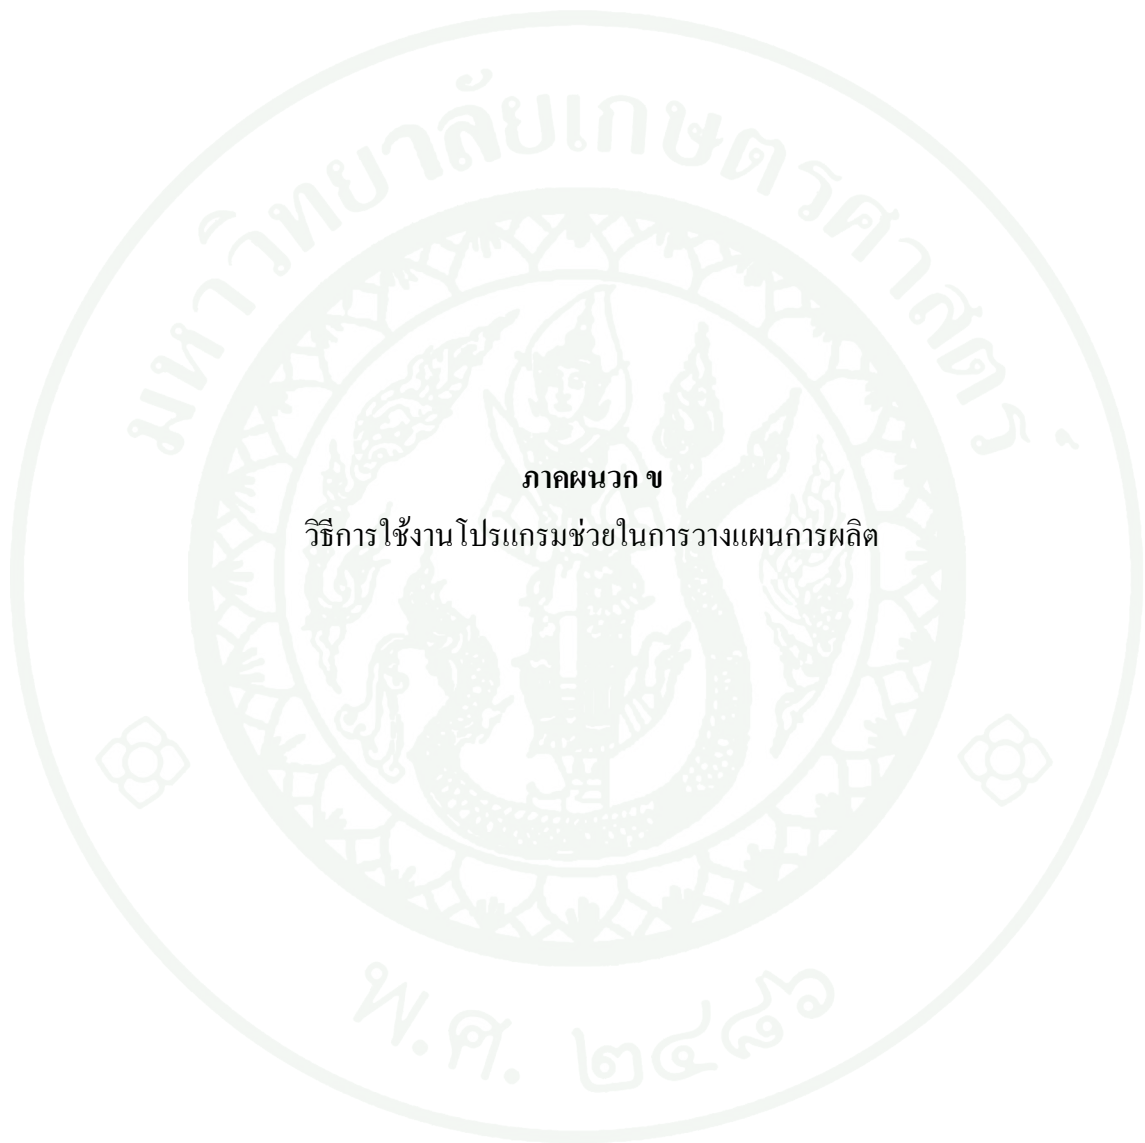 มหาวิทยาลัยเกษตรศาสตร์
ภาคผนวก ข
วิธีการใช้งานโปรแกรมช่วยในการวางแผนการผลิต
พ.ศ. ๒๔๘๖